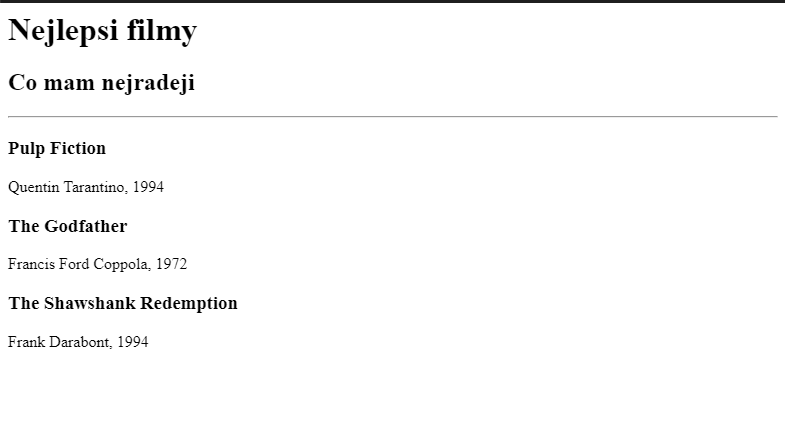 Nejlepsi filmy
Co mam nejradeji
Pulp Fiction
Quentin Tarantino, 1994
The Godfather
Francis Ford Coppola, 1972
The Shawshank Redemption
Frank Darabont, 1994